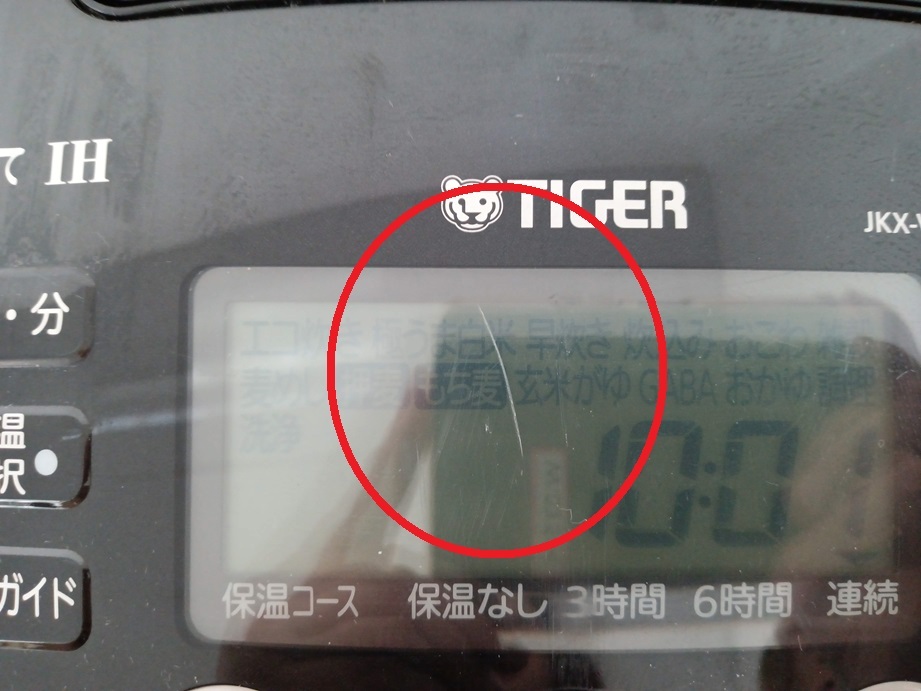 て IH
TIGER
JKX-V
・分
エコ炊き 極うま白米 早炊き 炊込み おこわ
麦めし 押麦 もち麦 玄米がゆ GABA おかゆ 調理
洗浄
温
択
10:01
ガイド
保温コース 保温なし 3時間 6時間 連続